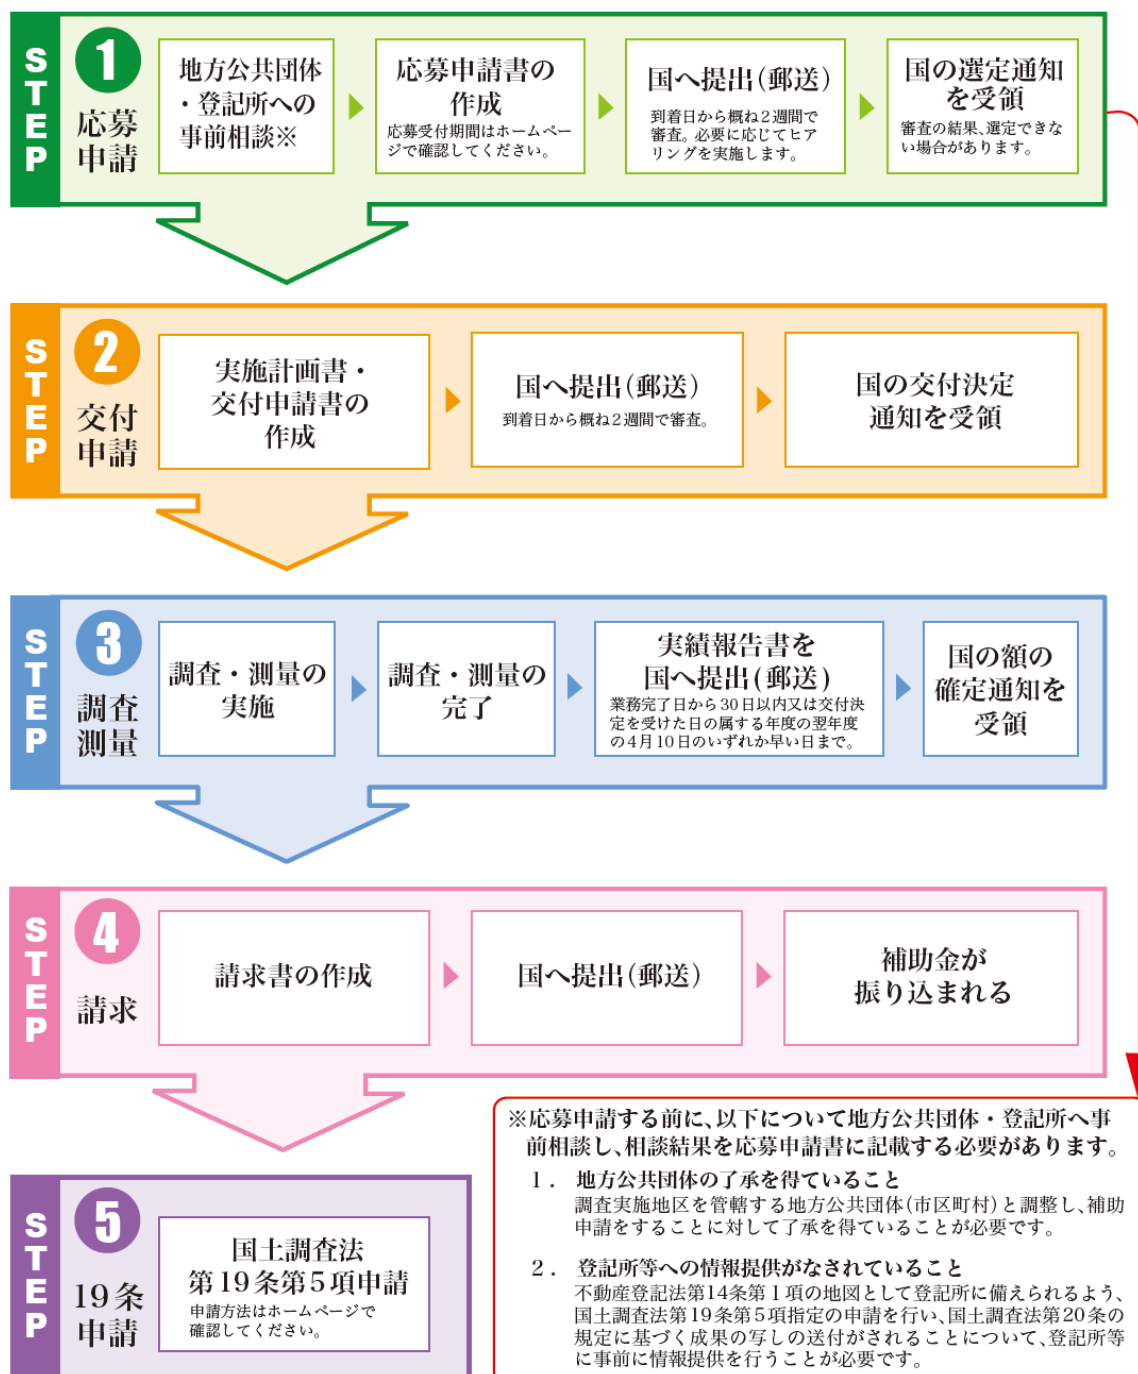 STEP
1
応募
申請
地方公共団体
・登記所への
事前相談※
応募申請書の
作成
応募受付期間はホームペー
ジで確認してください。
国へ提出(郵送)
到着日から概ね2週間で
審査。必要に応じてヒア
リングを実施します。
国の選定通知
を受領
審査の結果、選定できな
い場合があります。
STEP
2
交付
申請
実施計画書・
交付申請書の
作成
国へ提出(郵送)
到着日から概ね2週間で審査。
国の交付決定
通知を受領
STEP
3
調査
測量
調査・測量の
実施
調査・測量の
完了
実績報告書を
国へ提出(郵送)
業務完了日から30日以内又は交付決
定を受けた日の属する年度の翌年度
の4月10日のいずれか早い日まで。
国の額の
確定通知を
受領
STEP
4
請求
請求書の作成
国へ提出(郵送)
補助金が
振り込まれる
STEP
5
19条
申請
国土調査法
第19条第5項申請
申請方法はホームページで
確認してください。
※応募申請する前に、以下について地方公共団体・登記所へ事
前相談し、相談結果を応募申請書に記載する必要があります。
1. 地方公共団体の了承を得ていること
調査実施地区を管轄する地方公共団体(市区町村)と調整し、補助
申請をすることに対して了承を得ていることが必要です。
2. 登記所等への情報提供がなされていること
不動産登記法第14条第1項の地図として登記所に備えられるよう、
国土調査法第19条第5項指定の申請を行い、国土調査法第20条の
規定に基づく成果の写しの送付がされることについて、登記所等
に事前に情報提供を行うことが必要です。